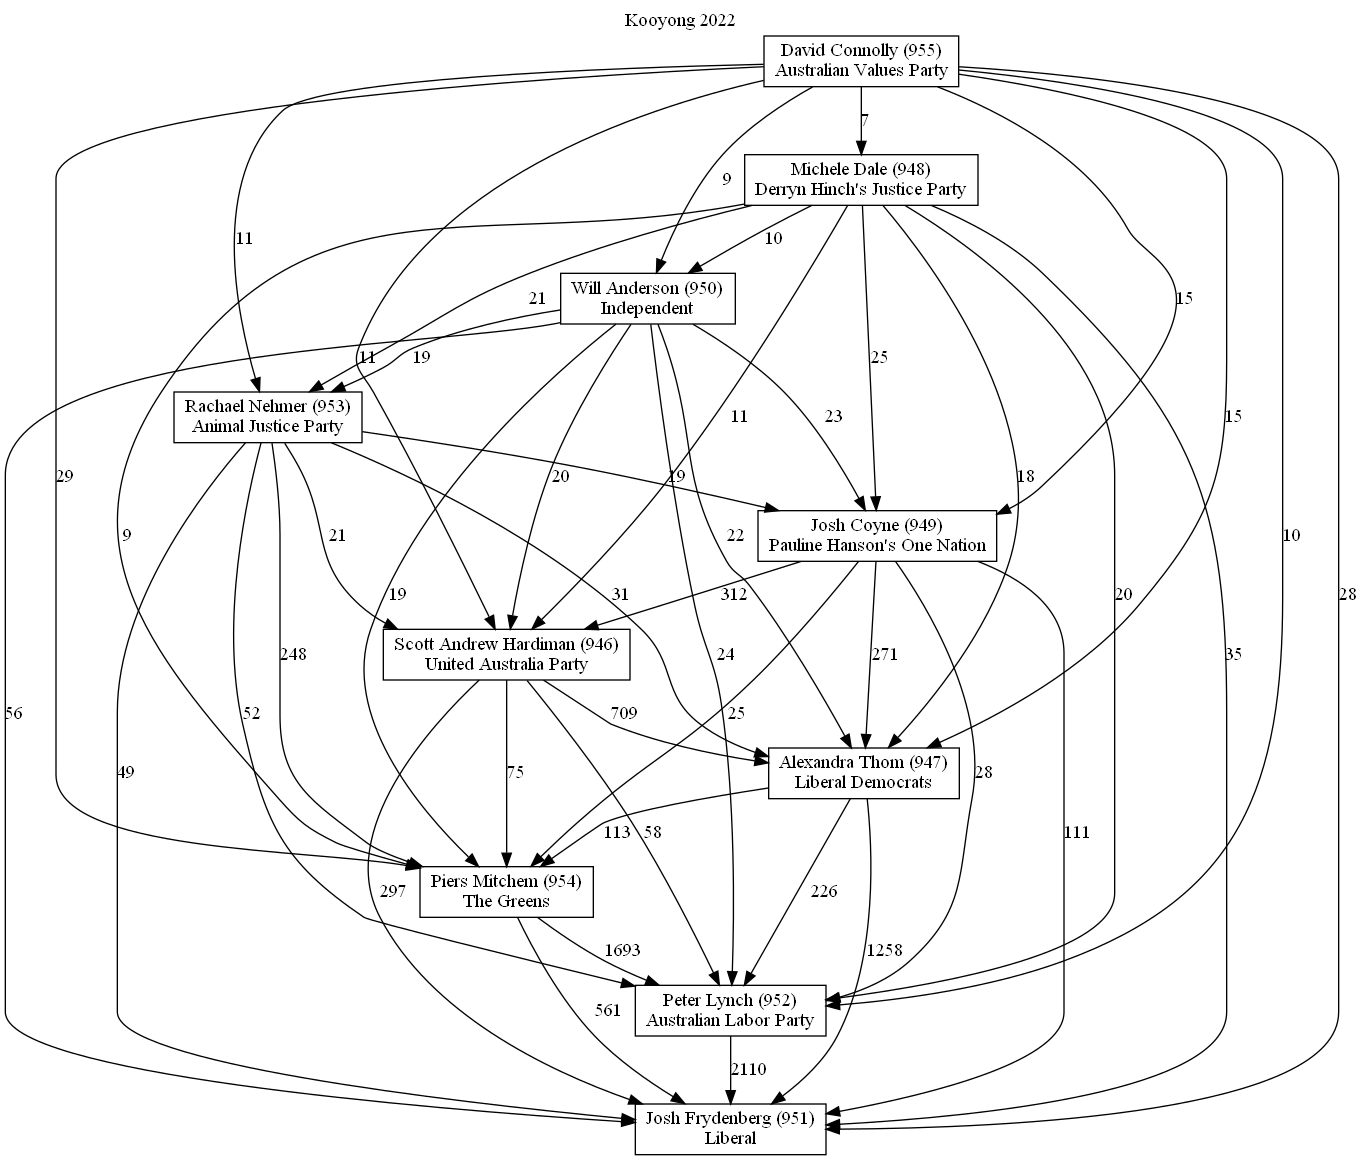 Kooyong 2022
David Connolly (955)
Australian Values Party
7
Michele Dale (948)
Derryn Hinch's Justice Party
9
11
10
15
21
Will Anderson (950)
Independent
11
19
25
23
11
15
Rachael Nehmer (953)
Animal Justice Party
29
20
19
18
Josh Coyne (949)
Pauline Hanson's One Nation
9
21
22
10
19
31
312
20
28
Scott Andrew Hardiman (946)
United Australia Party
248
24
271
35
56
52
709
25
49
75
28
Alexandra Thom (947)
Liberal Democrats
113
58
111
Piers Mitchem (954)
The Greens
297
226
1693
1258
Peter Lynch (952)
Australian Labor Party
561
2110
Josh Frydenberg (951)
Liberal